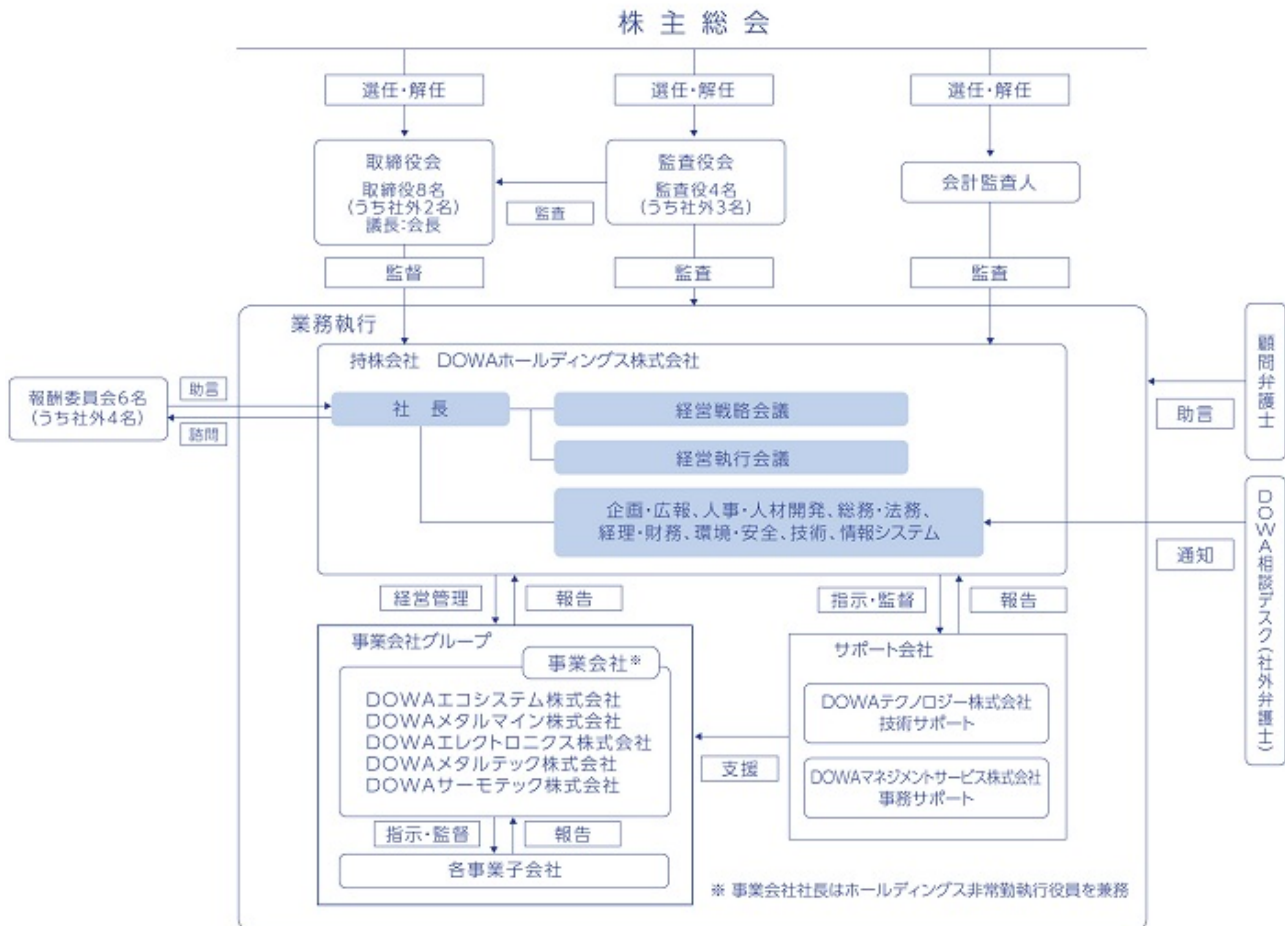 株主総会
選任・解任
選任・解任
選任・解任
取締役会
取締役8名
(うち社外2名)
議長:会長
監査
監査役会
監査役4名
(うち社外3名)
会計監査人
監督
監査
監査
業務執行
持株会社　DOWAホールディングス株式会社
報酬委員会6名
(うち社外4名)
助言
諮問
社 長
経営戦略会議
経営執行会議
企画・広報、人事・人材開発、総務・法務、
経理・財務、環境・安全、技術、情報システム
顧問弁護士
助言
DOWA相談デスク(社外弁護士)
通知
経営管理
報告
指示・監督
報告
事業会社グループ
事業会社※
DOWAエコシステム株式会社
DOWAメタルマイン株式会社
DOWAエレクトロニクス株式会社
DOWAメタルテック株式会社
DOWAサーモテック株式会社
指示・監督
報告
各事業子会社
支援
サポート会社
DOWAテクノロジー株式会社
技術サポート
DOWAマネジメントサービス株式会社
事務サポート
※ 事業会社社長はホールディングス非常勤執行役員を兼務